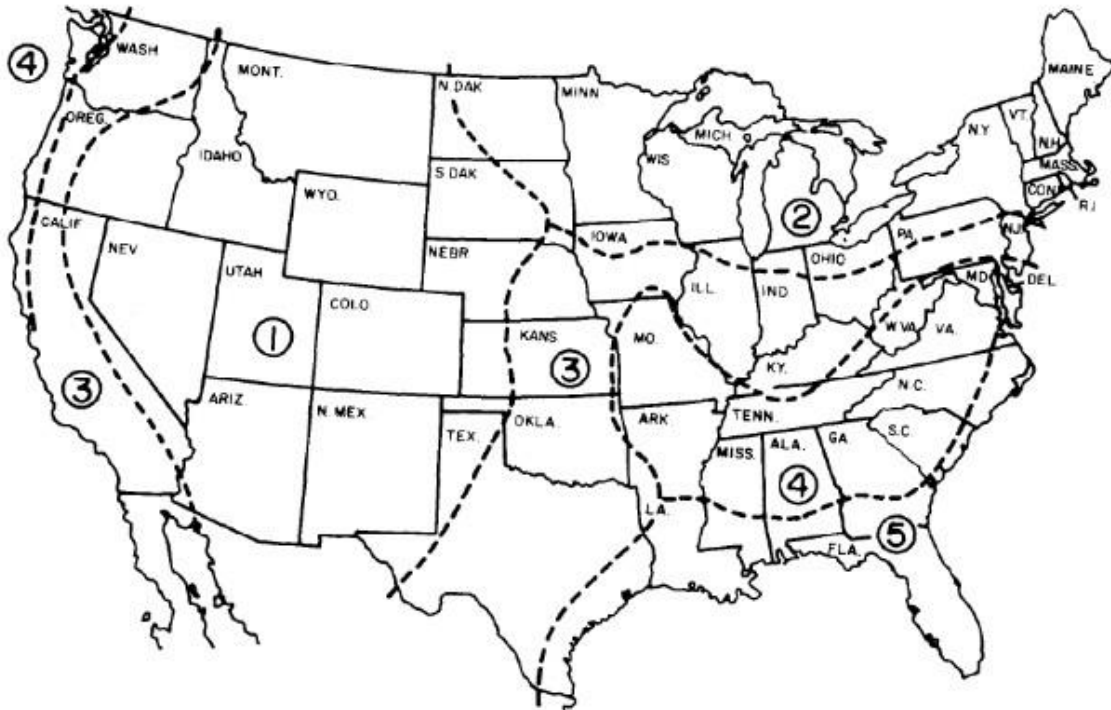 WASH
④
MONT.
N. DAK
MINN
MAINE
OREG.
IDAHO
S. DAK
WIS
MICH
N.Y
VT.
N.H.
MASS.
CONN
R.I.
WYO.
②
CALIF
NEV
NEBR
IOWA
PA
N.J.
UTAH
OHIO
COLO.
ILL.
IND
MD
DEL
①
KANS
MO.
W.VA.
VA.
③
③
KY.
ARIZ.
N. MEX
OKLA.
ARK
TENN.
N.C.
TEX.
MISS.
ALA.
GA
S.C.
④
LA.
⑤
FLA.